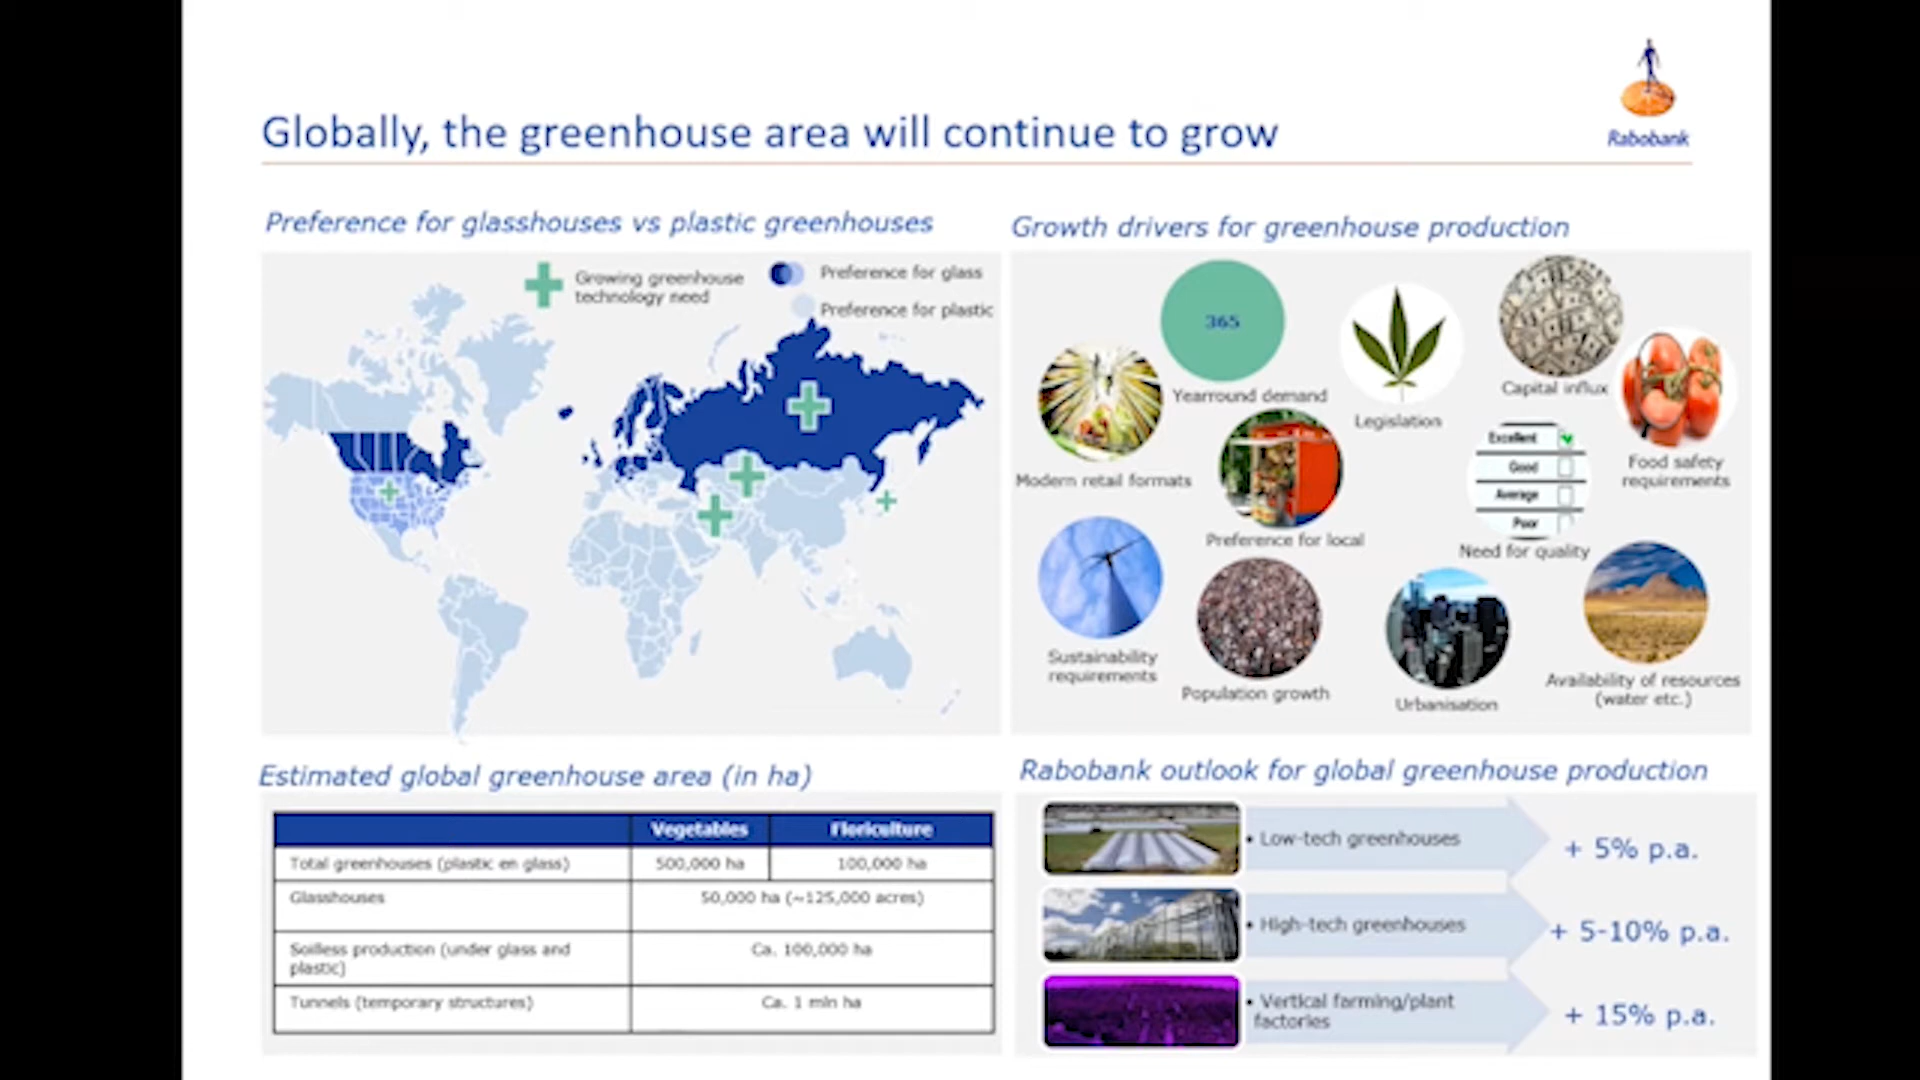 Globally, the greenhouse area will continue to grow
Rabobank
Preference for glasshouses vs plastic greenhouses
Growing greenhouse
technology need
Preference for glass
Preference for plastic
Growth drivers for greenhouse production
365
Yearround demand
Legislation
Capital influx
Modern retail formats
Preference for local
Excellent
Good
Average
Poor
Need for quality
Food safety
requirements
Sustainability
requirements
Population growth
Urbanisation
Availability of resources
(water etc.)
Estimated global greenhouse area (in ha)
Vegetables Floriculture
Total greenhouses (plastic en glass) 500,000 ha 100,000 ha
Glasshouses 50,000 ha (~125,000 acres)
Soilless production (under glass and
plastic) Ca. 100,000 ha
Tunnels (temporary structures) Ca. 1 mln ha
Rabobank outlook for global greenhouse production
• Low-tech greenhouses + 5% p.a.
• High-tech greenhouses + 5-10% p.a.
• Vertical farming/plant
factories + 15% p.a.